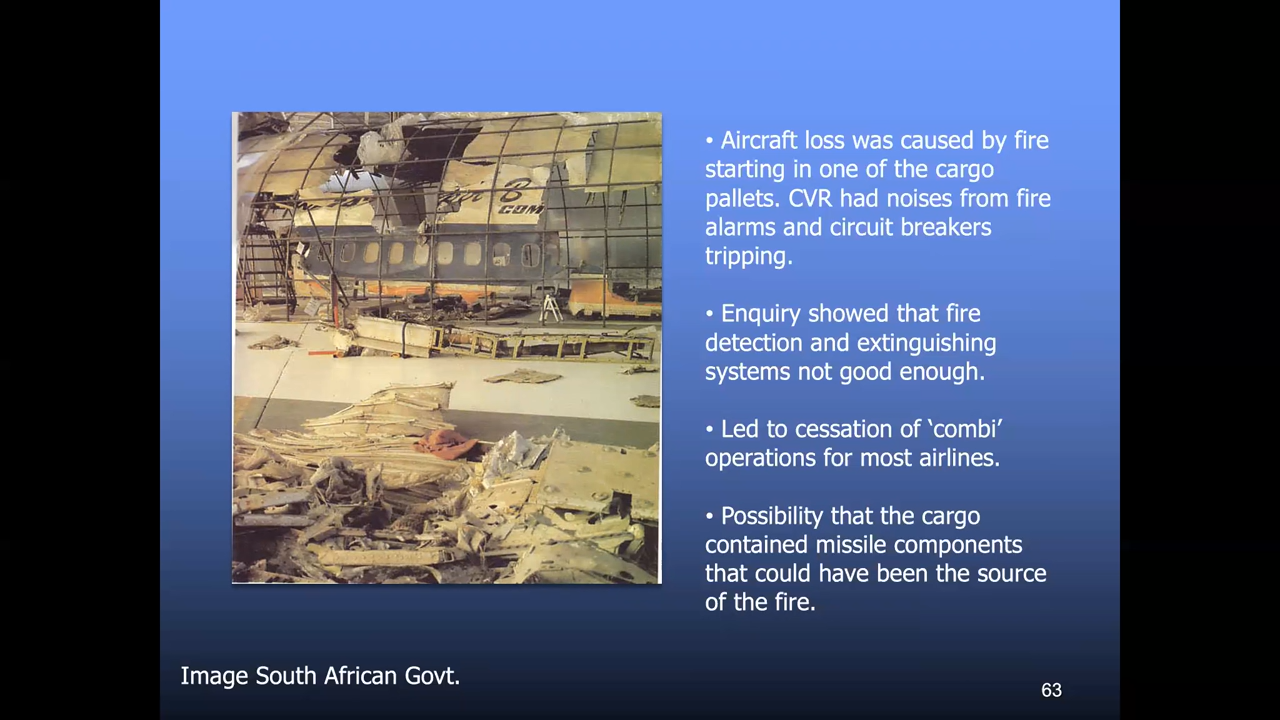 B
COM
• Aircraft loss was caused by fire
starting in one of the cargo
pallets. CVR had noises from fire
alarms and circuit breakers
tripping.
• Enquiry showed that fire
detection and extinguishing
systems not good enough.
• Led to cessation of ‘combi’
operations for most airlines.
• Possibility that the cargo
contained missile components
that could have been the source
of the fire.
Image South African Govt.
63